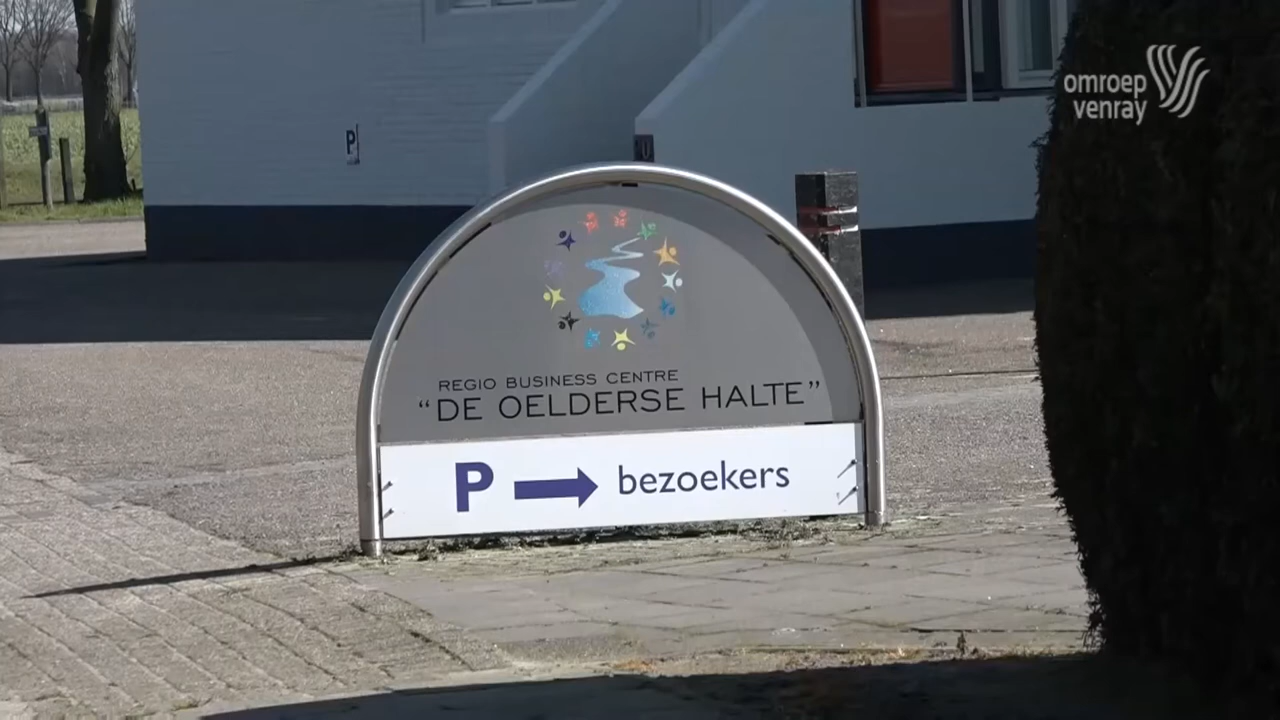 omroep
venray
P
REGIO BUSINESS CENTRE
“DE OELDERSE HALTE”
P bezoekers